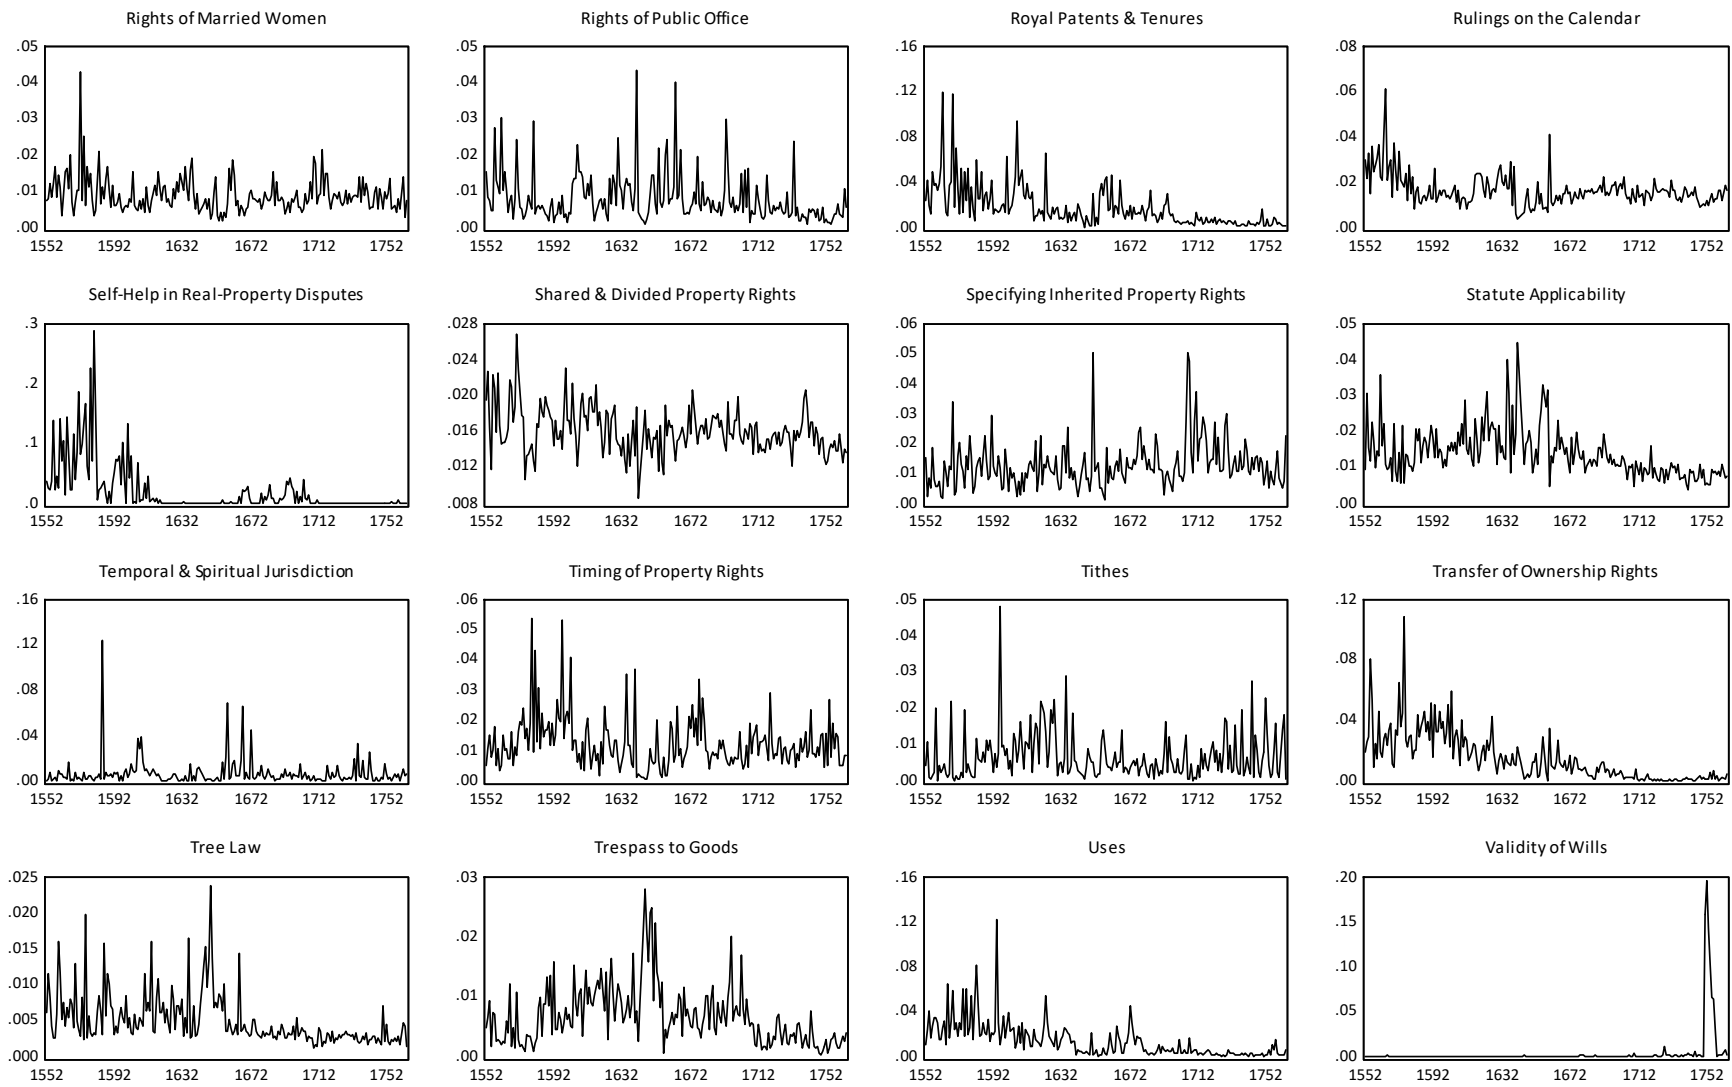 Rights of Married Women
.05
.04
.03
.02
.01
.00
1552 1592 1632 1672 1712 1752
Rights of Public Office
.05
.04
.03
.02
.01
.00
1552 1592 1632 1672 1712 1752
Royal Patents & Tenures
.16
.12
.08
.04
.00
1552 1592 1632 1672 1712 1752
Rulings on the Calendar
.08
.06
.04
.02
.00
1552 1592 1632 1672 1712 1752
Self-Help in Real-Property Disputes
.3
.2
.1
.0
1552 1592 1632 1672 1712 1752
Shared & Divided Property Rights
.028
.024
.020
.016
.012
.008
1552 1592 1632 1672 1712 1752
Specifying Inherited Property Rights
.06
.05
.04
.03
.02
.01
.00
1552 1592 1632 1672 1712 1752
Statute Applicability
.05
.04
.03
.02
.01
.00
1552 1592 1632 1672 1712 1752
Temporal & Spiritual Jurisdiction
.16
.12
.08
.04
.00
1552 1592 1632 1672 1712 1752
Timing of Property Rights
.06
.05
.04
.03
.02
.01
.00
1552 1592 1632 1672 1712 1752
Tithes
.05
.04
.03
.02
.01
.00
1552 1592 1632 1672 1712 1752
Transfer of Ownership Rights
.12
.08
.04
.00
1552 1592 1632 1672 1712 1752
Tree Law
.025
.020
.015
.010
.005
.000
1552 1592 1632 1672 1712 1752
Trespass to Goods
.03
.02
.01
.00
1552 1592 1632 1672 1712 1752
Uses
.16
.12
.08
.04
.00
1552 1592 1632 1672 1712 1752
Validity of Wills
.20
.15
.10
.05
.00
1552 1592 1632 1672 1712 1752